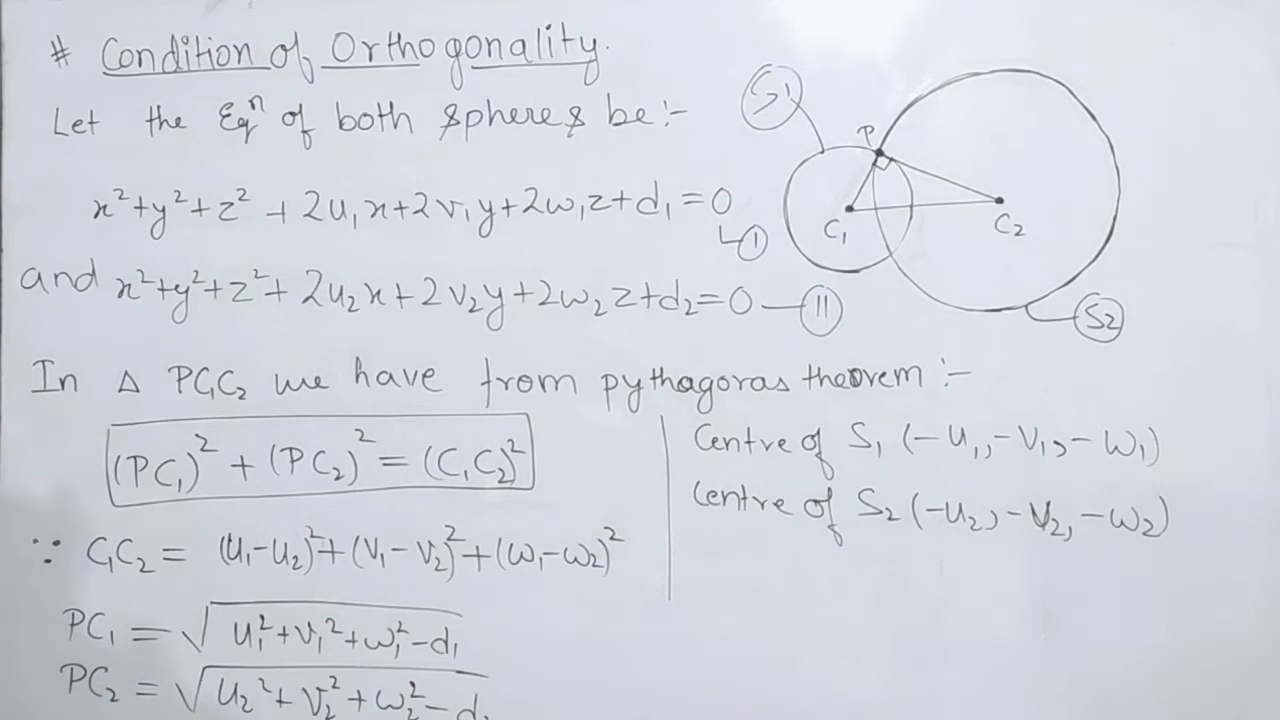 # Condition of Orthogonality.
Let the Eqⁿ of both spheres be:-
x²+y²+z²+2u₁x+2v₁y+2w₁z+d₁=0 —(I)
and x²+y²+z²+2u₂x+2v₂y+2w₂z+d₂=0 —(II)
S1
P
C₁
C₂
S2
In Δ PC₁C₂ we have from pythagoras theorem :-
(PC₁)² + (PC₂)² = (C₁C₂)²
∵ C₁C₂ = (u₁-u₂)²+(v₁-v₂)²+(w₁-w₂)²
PC₁ = √u₁²+v₁²+w₁²-d₁
PC₂ = √u₂²+v₂²+w₂²-d
Centre of S₁ (-u₁,-v₁,-w₁)
Centre of S₂ (-u₂,-v₂,-w₂)